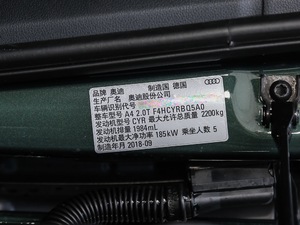 品牌 奥迪 制造国 德国
生产厂名 奥迪股份公司
车辆识别代号
整车型号 A4 2.0T F4HCYRBQ5A0
发动机型号 CYR 最大允许总质量 2200kg
发动机排量 1984mL
发动机最大净功率 185kW 乘坐人数 5
制造年月 2018-09